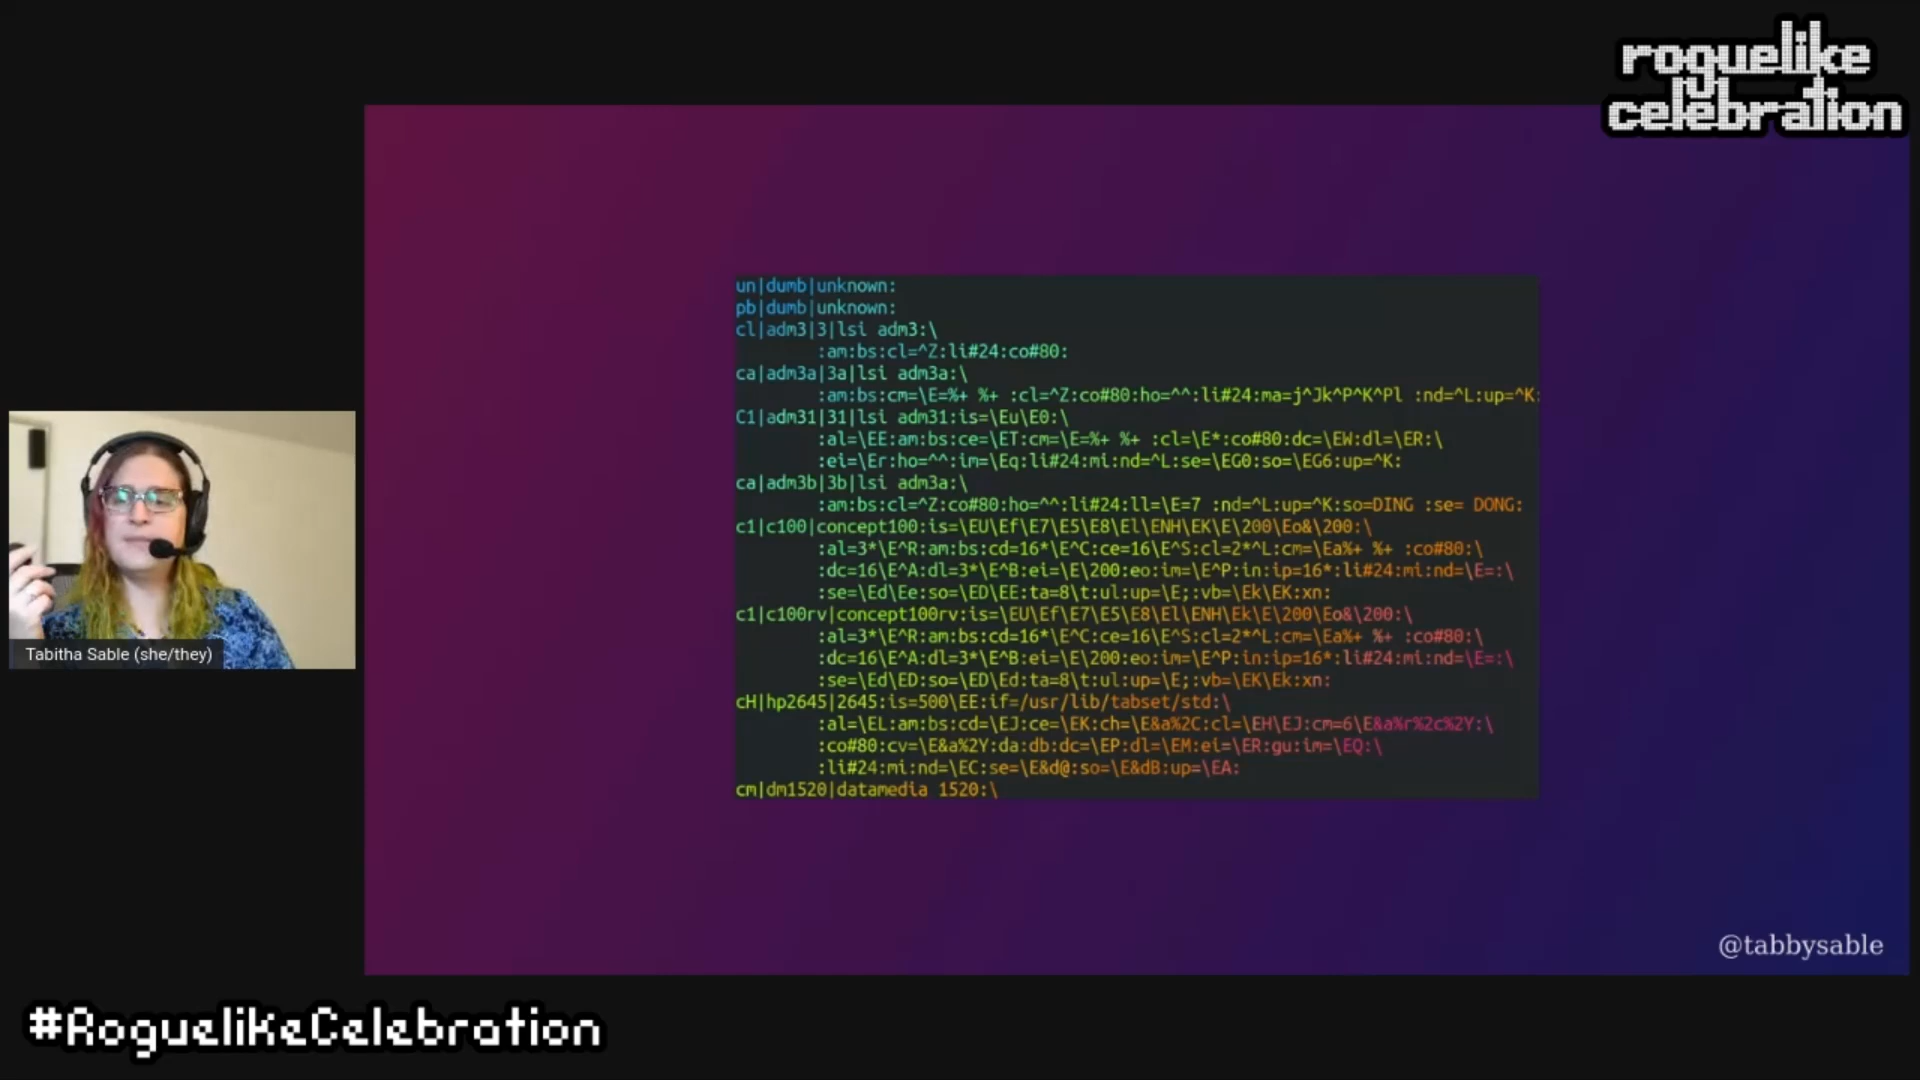 roguelike
celebration
un|dumb|unknown:
pb|dumb|unknown:
cl|adm3|3|lsi adm3:\
:am:bs:cl=^Z:li#24:co#80:
ca|adm3a|3a|lsi adm3a:\
:am:bs:cm=\E=%+ %+ :cl=^Z:co#80:ho=^^:li#24:ma=j^Jk^P^K^Pl :nd=^L:up=^K:
C1|adm31|31|lsi adm31:is=\Eu\E0:\
:al=\EE:am:bs:ce=\ET:cm=\E=%+ %+ :cl=\E*:co#80:dc=\EW:dl=\ER:\
:ei=\Er:ho=^^:im=\Eq:li#24:mi:nd=^L:se=\EG0:so=\EG6:up=^K:
ca|adm3b|3b|lsi adm3a:\
:am:bs:cl=^Z:co#80:ho=^^:li#24:ll=\E=7 :nd=^L:up=^K:so=DING :se= DONG:
c1|c100|concept100:is=\EU\Ef\E7\E5\E8\El\ENH\EK\E\200\Eo&\200:\
:al=3*\E^R:am:bs:cd=16*\E^C:ce=16\E^S:cl=2*^L:cm=\Ea%+ %+ :co#80:\
:dc=16\E^A:dl=3*\E^B:ei=\E\200:eo:im=\E^P:in:ip=16*:li#24:mi:nd=\E=:\
:se=\Ed\Ee:so=\ED\EE:ta=8\t:ul:up=\E;:vb=\Ek\EK:xn:
c1|c100rv|concept100rv:is=\EU\Ef\E7\E5\E8\El\ENH\Ek\E\200\Eo&\200:\
:al=3*\E^R:am:bs:cd=16*\E^C:ce=16\E^S:cl=2*^L:cm=\Ea%+ %+ :co#80:\
:dc=16\E^A:dl=3*\E^B:ei=\E\200:eo:im=\E^P:in:ip=16*:li#24:mi:nd=\E=:\
:se=\Ed\ED:so=\ED\Ed:ta=8\t:ul:up=\E;:vb=\EK\Ek:xn:
cH|hp2645|2645:is=500\EE:if=/usr/lib/tabset/std:\
:al=\EL:am:bs:cd=\EJ:ce=\EK:ch=\E&a%2C:cl=\EH\EJ:cm=6\E&a%r%2c%2Y:\
:co#80:cv=\E&a%2Y:da:db:dc=\EP:dl=\EM:ei=\ER:gu:im=\EQ:\
:li#24:mi:nd=\EC:se=\E&d@:so=\E&dB:up=\EA:
cm|dm1520|datamedia 1520:\
Tabitha Sable (she/they)
@tabbysable
#RoguelikeCelebration